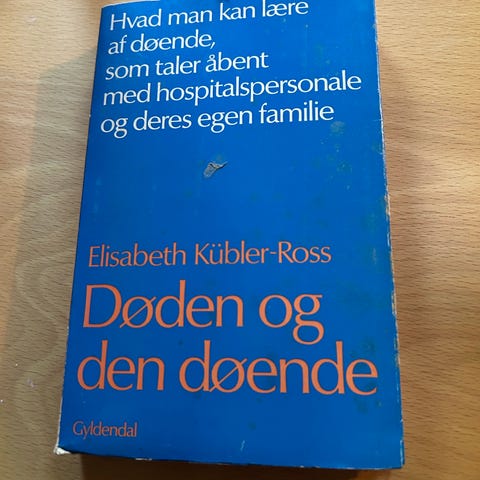 Hvad man kan lære
af døende,
som taler åbent
med hospitalspersonale
og deres egen familie
Elisabeth Kübler-Ross
Døden og
den døende
Gyldendal